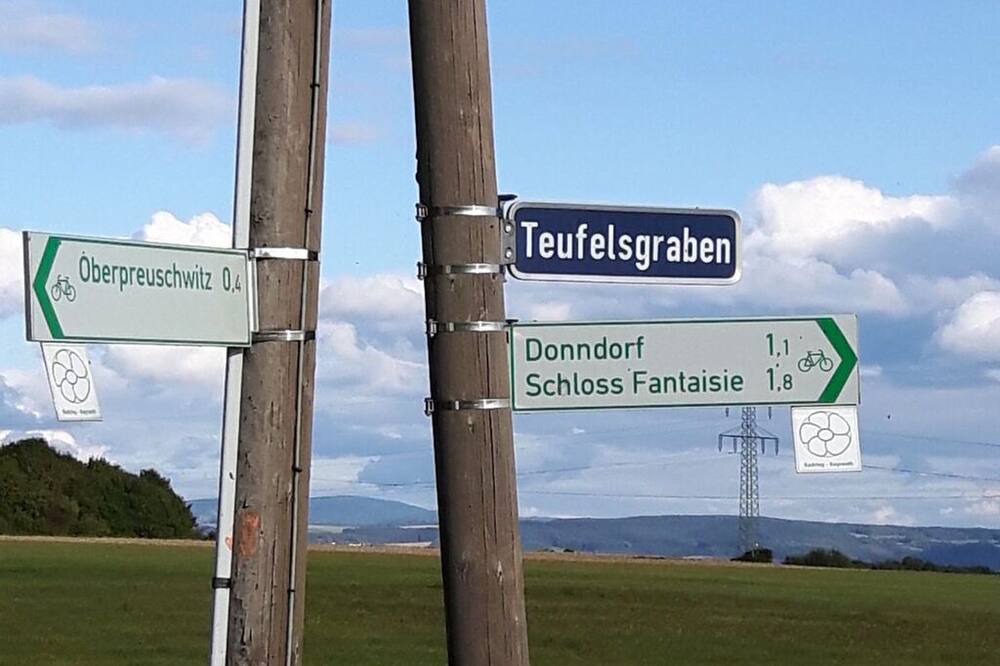 Oberpreuschwitz 0,4
Teufelsgraben
Donndorf 1,1
Schloss Fantaisie 1,8